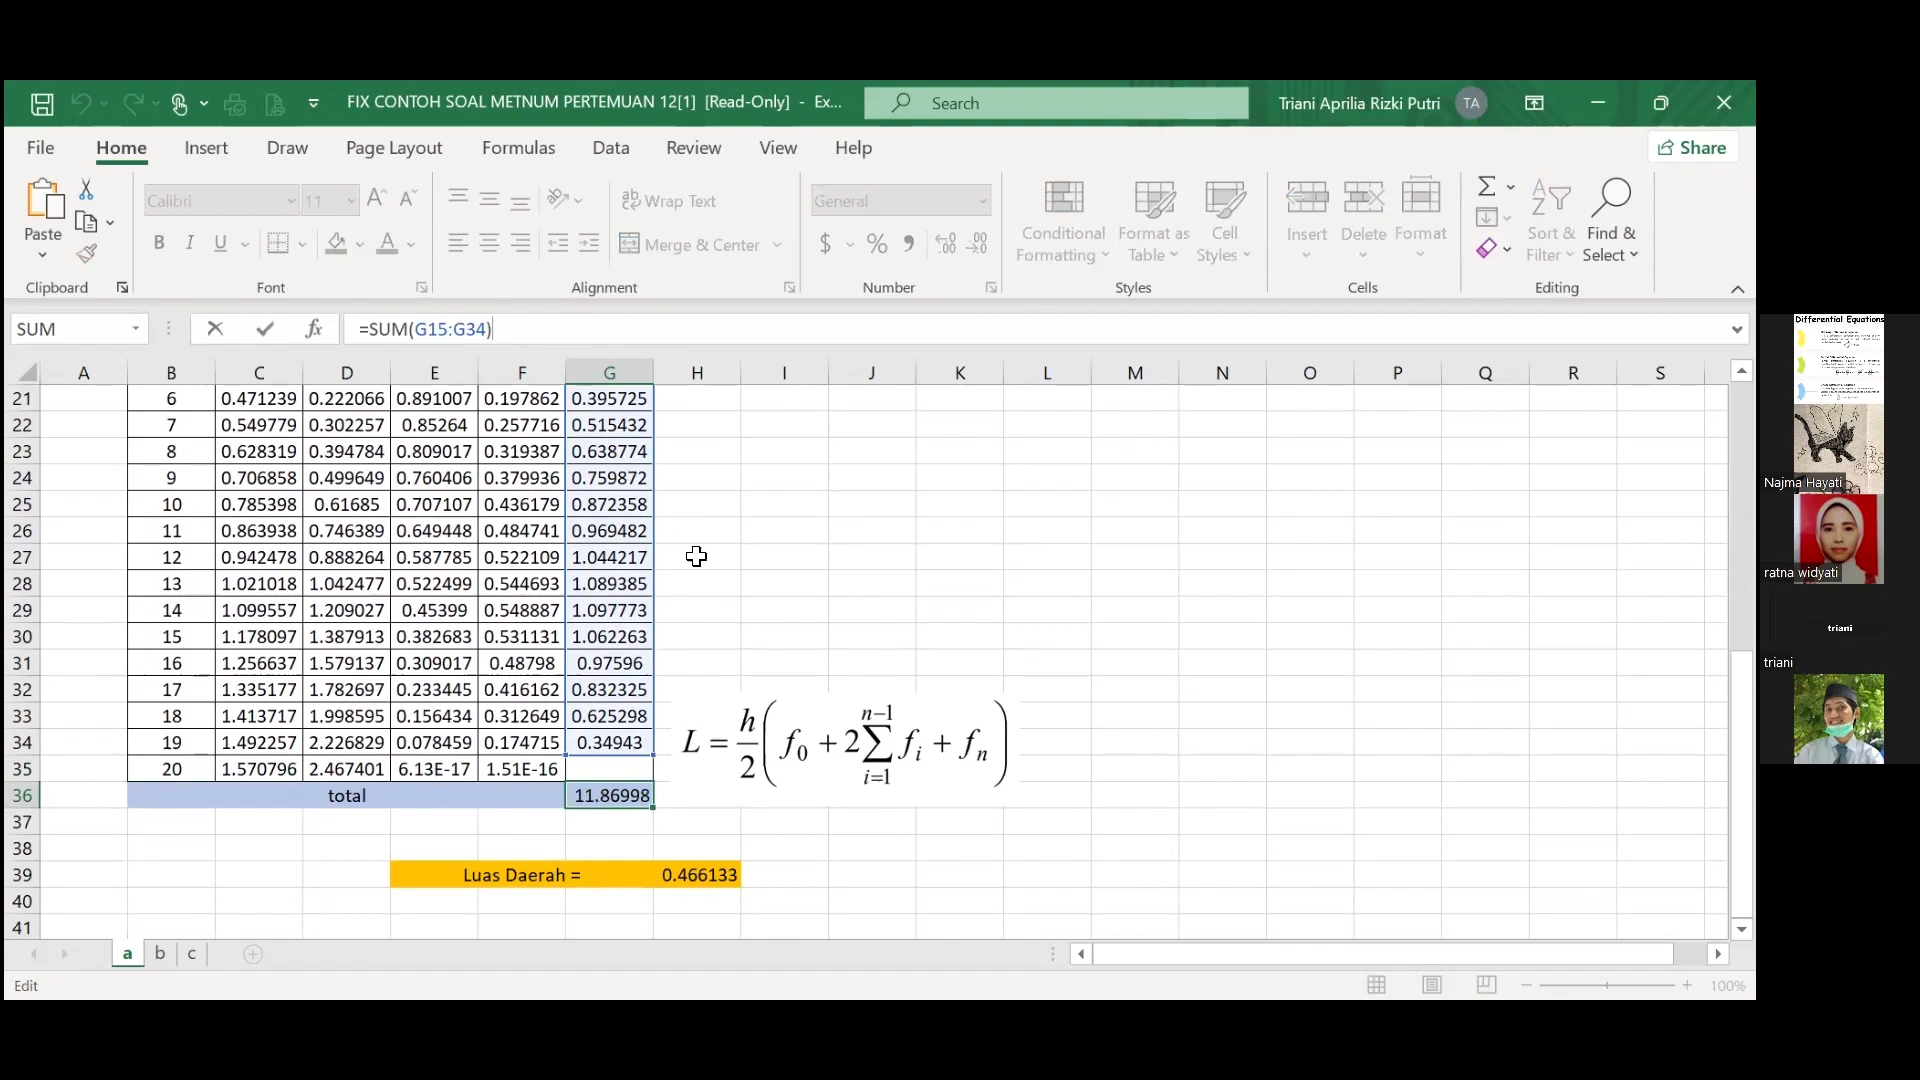 FIX CONTOH SOAL METNUM PERTEMUAN 12[1] [Read-Only] - Ex...
Search
Triani Aprilia Rizki Putri TA
File Home Insert Draw Page Layout Formulas Data Review View Help
Share
Paste
Calibri 11
B I U
Wrap Text
Merge & Center
General
$ % 9
Conditional Formatting
Format as Table
Cell Styles
Insert Delete Format
Sort & Filter
Find & Select
Clipboard Font Alignment Number Styles Cells Editing
SUM fx =SUM(G15:G34)
A B C D E F G H I J K L M N O P Q R S
21 6 0.471239 0.222066 0.891007 0.197862 0.395725
22 7 0.549779 0.302257 0.85264 0.257716 0.515432
23 8 0.628319 0.394784 0.809017 0.319387 0.638774
24 9 0.706858 0.499649 0.760406 0.379936 0.759872
25 10 0.785398 0.61685 0.707107 0.436179 0.872358
26 11 0.863938 0.746389 0.649448 0.484741 0.969482
27 12 0.942478 0.888264 0.587785 0.522109 1.044217
28 13 1.021018 1.042477 0.522499 0.544693 1.089385
29 14 1.099557 1.209027 0.45399 0.548887 1.097773
30 15 1.178097 1.387913 0.382683 0.531131 1.062263
31 16 1.256637 1.579137 0.309017 0.48798 0.97596
32 17 1.335177 1.782697 0.233445 0.416162 0.832325
33 18 1.413717 1.998595 0.156434 0.312649 0.625298
34 19 1.492257 2.226829 0.078459 0.174715 0.34943
35 20 1.570796 2.467401 6.13E-17 1.51E-16
36 total 11.86998
L = h/2 ( f0 + 2 ∑ i=1 n−1 fi + fn )
37
38
39 Luas Daerah = 0.466133
40
41
a b c
Edit
100%
Differential Equations
Najma Hayati
ratna widyati
triani
triani